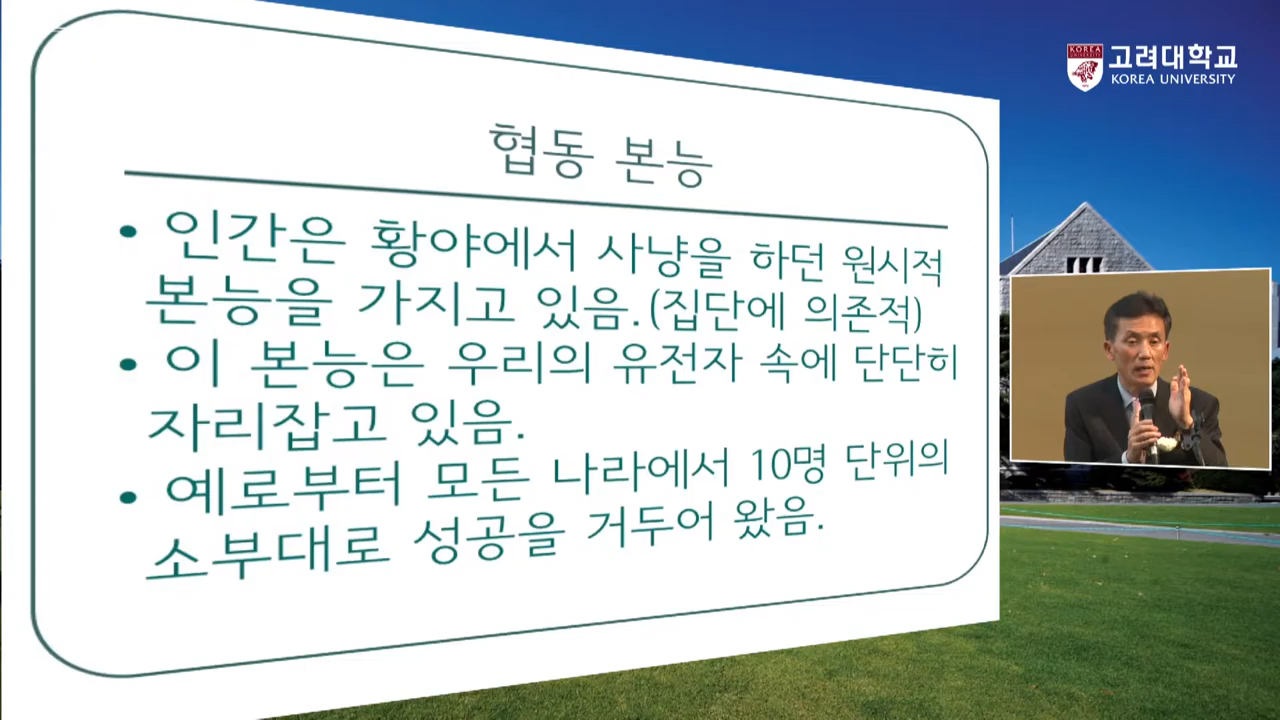 협동 본능
• 인간은 황야에서 사냥을 하던 원시적
본능을 가지고 있음.(집단에 의존적)
• 이 본능은 우리의 유전자 속에 단단히
자리잡고 있음.
• 예로부터 모든 나라에서 10명 단위의
소부대로 성공을 거두어 왔음.
KOREA
UNIVERSITY
고려대학교
KOREA UNIVERSITY